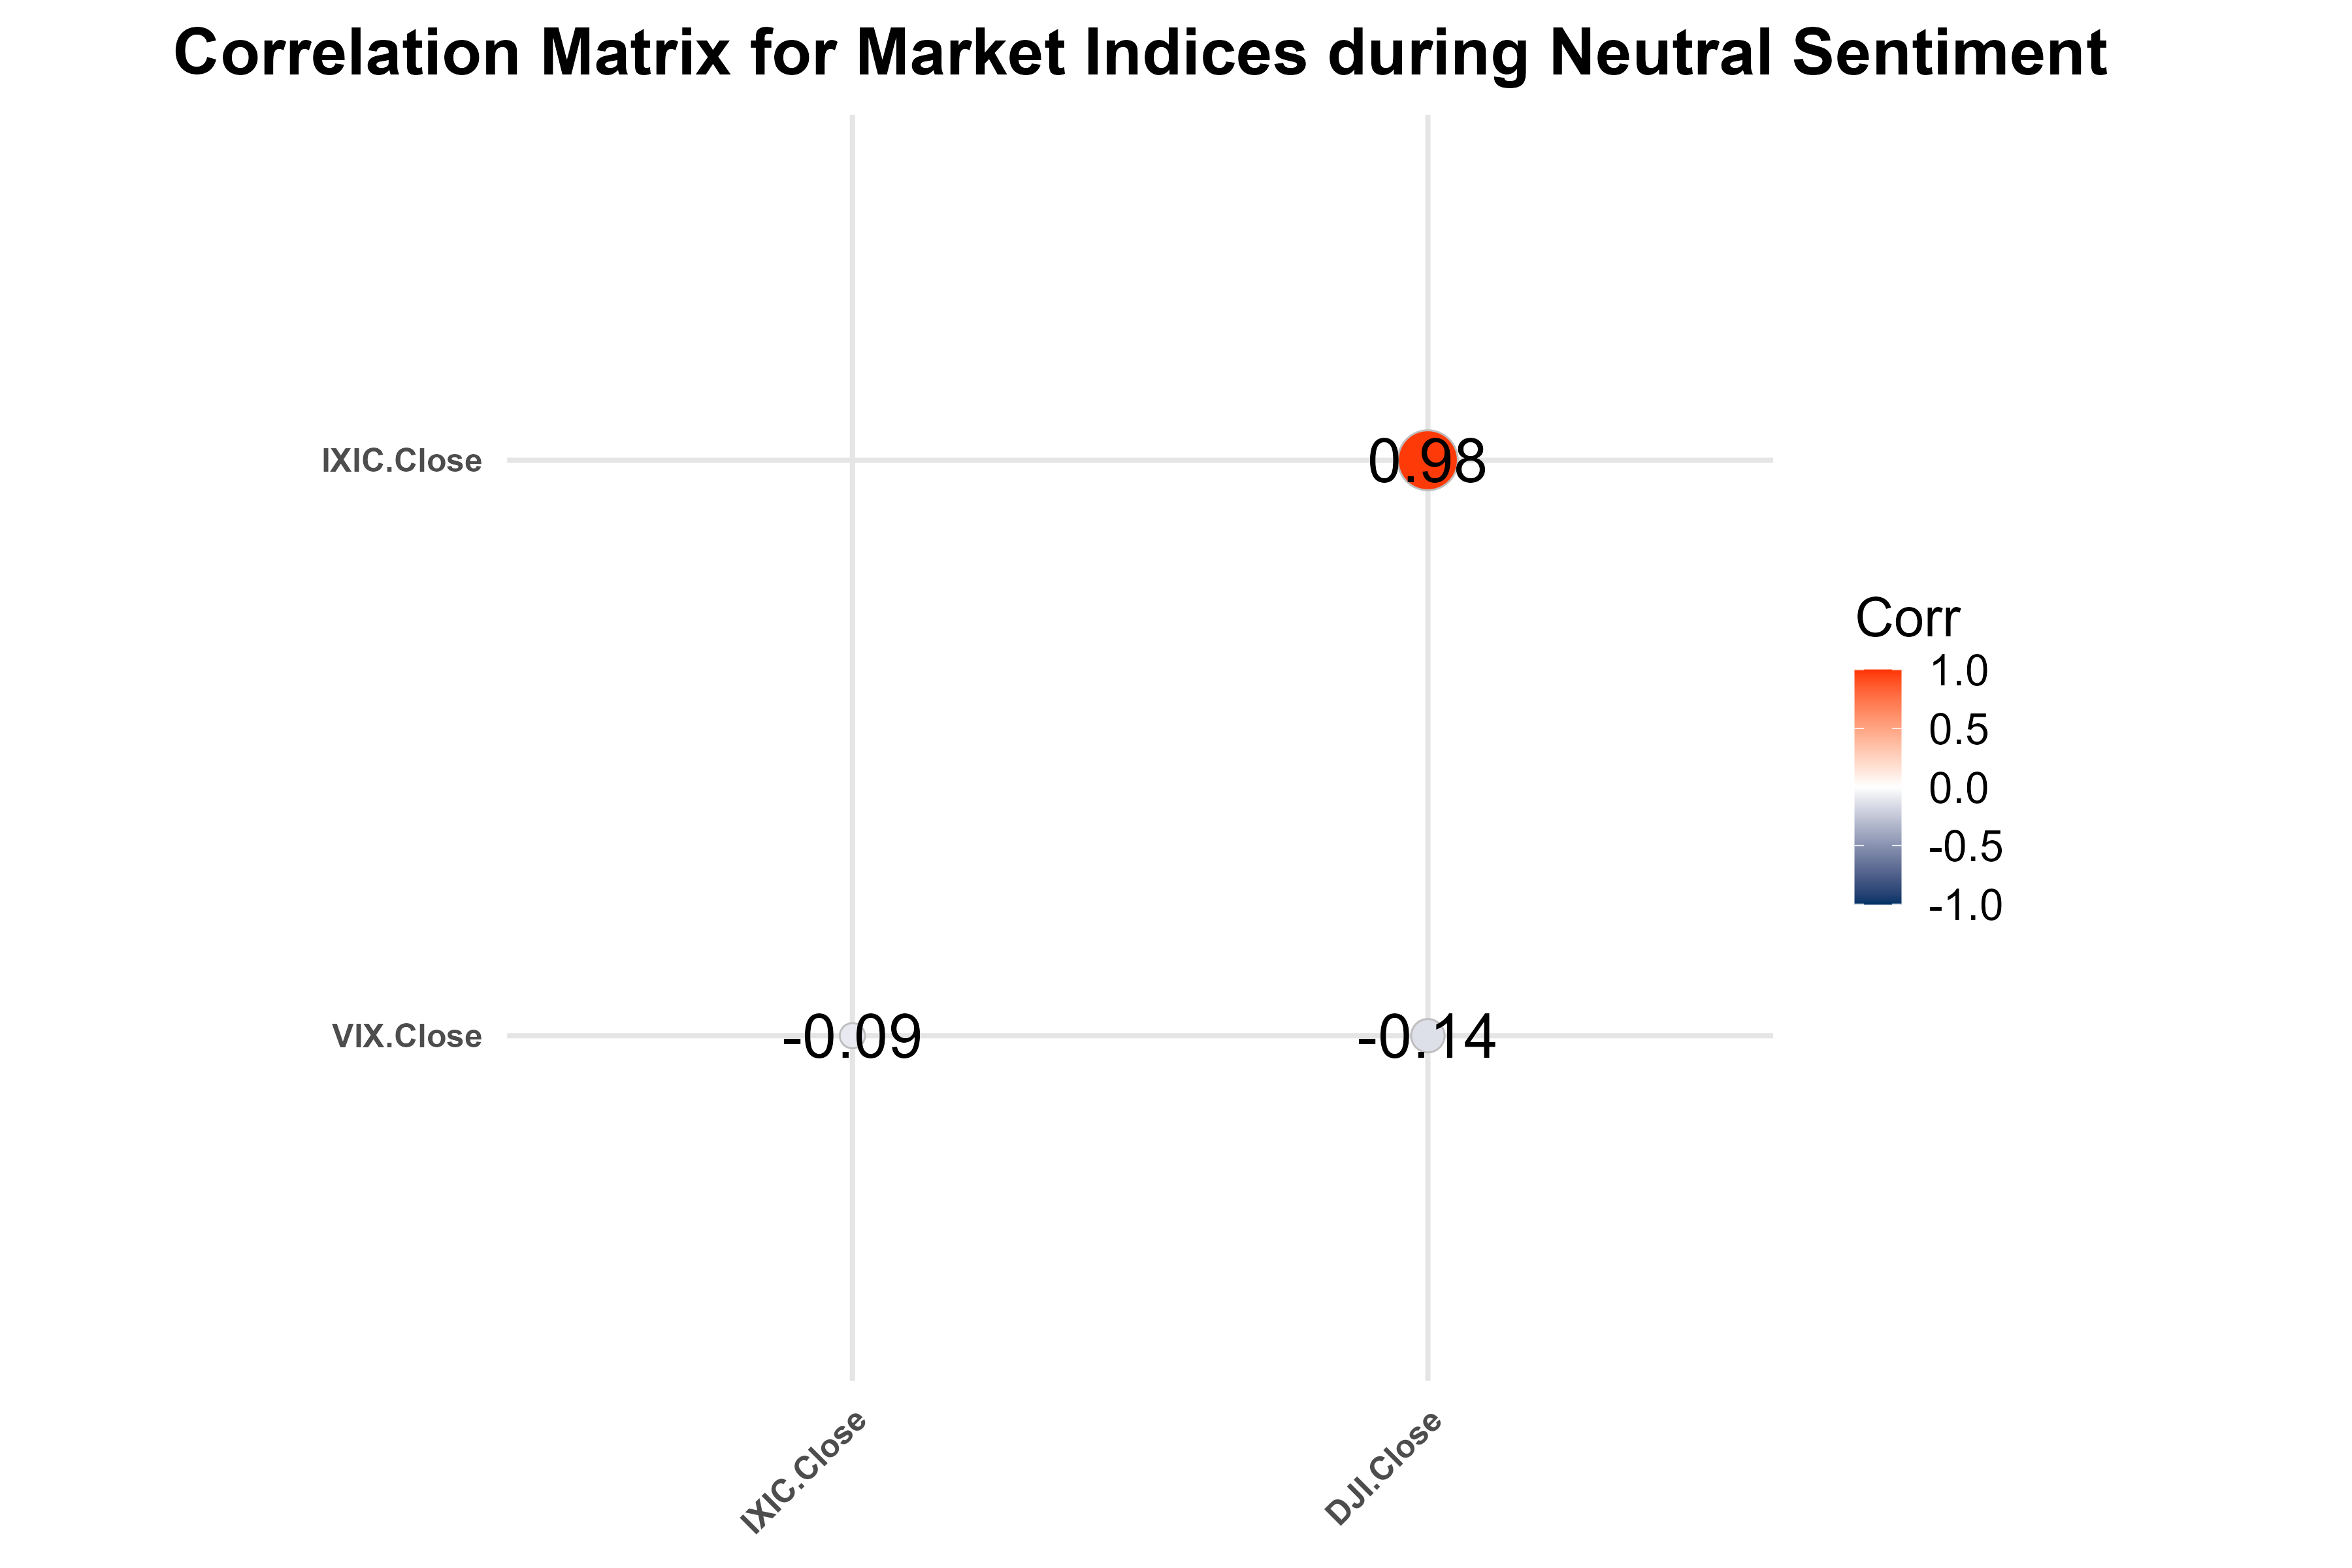 Correlation Matrix for Market Indices during Neutral Sentiment
IXIC.Close
0.98
Corr
1.0
0.5
0.0
-0.5
-1.0
VIX.Close
-0.09
-0.14
IXIC.Close
DJI.Close